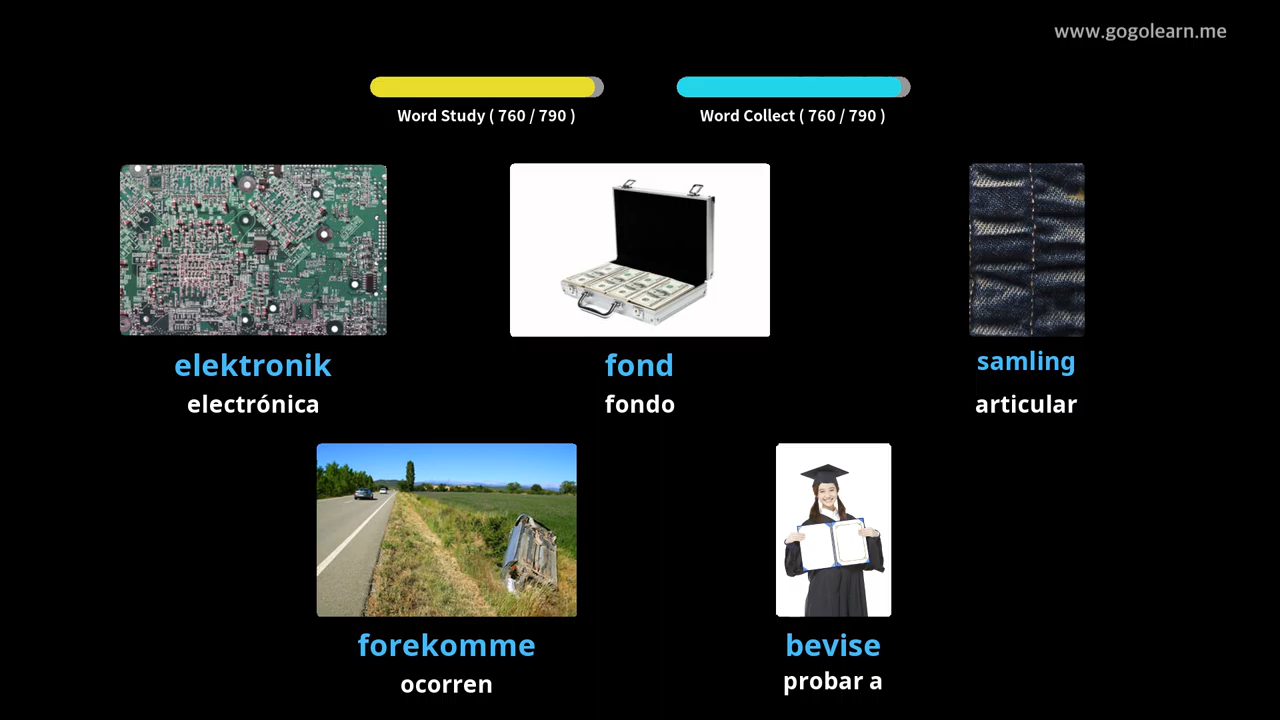 www.gogolearn.me
Word Study ( 760 / 790 )
Word Collect ( 760 / 790 )
elektronik
electrónica
fond
fondo
samling
articular
forekomme
ocorren
bevise
probar a